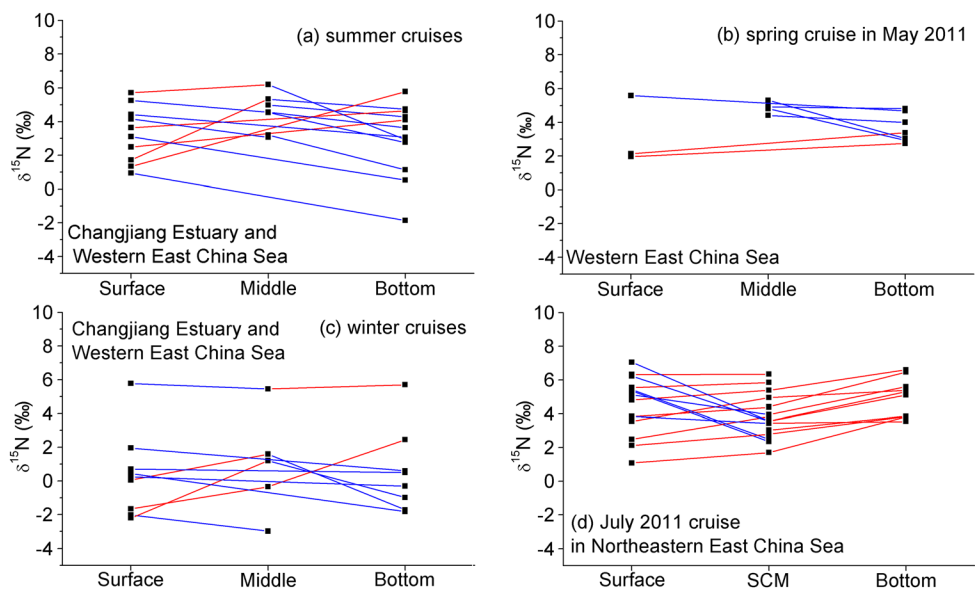 10
8
6
4
2
0
-2
-4
δ¹⁵N (‰)
(a) summer cruises
Changjiang Estuary and
Western East China Sea
Surface Middle Bottom
10
8
6
4
2
0
-2
-4
δ¹⁵N (‰)
(b) spring cruise in May 2011
Western East China Sea
Surface Middle Bottom
10
8
6
4
2
0
-2
-4
δ¹⁵N (‰)
Changjiang Estuary and
Western East China Sea
(c) winter cruises
Surface Middle Bottom
10
8
6
4
2
0
-2
-4
δ¹⁵N (‰)
(d) July 2011 cruise
in Northeastern East China Sea
Surface SCM Bottom